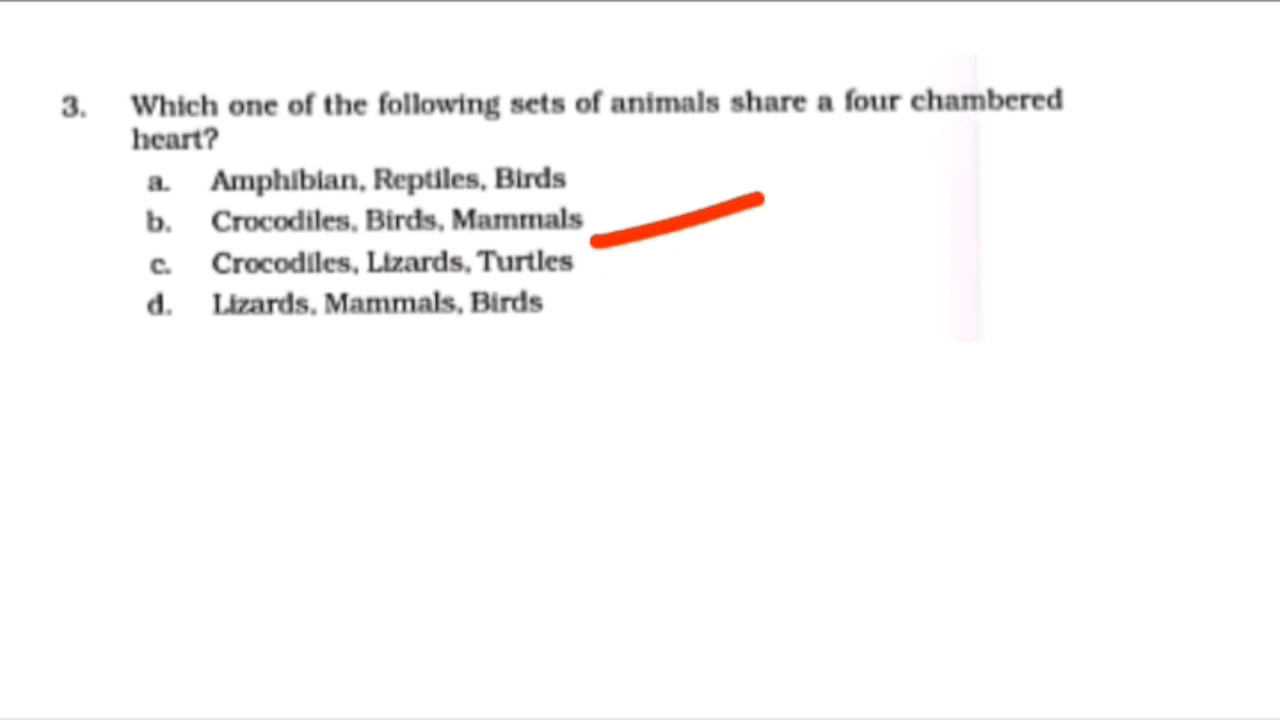 3. Which one of the following sets of animals share a four chambered
heart?
a. Amphibian, Reptiles, Birds
b. Crocodiles, Birds, Mammals
c. Crocodiles, Lizards, Turtles
d. Lizards, Mammals, Birds